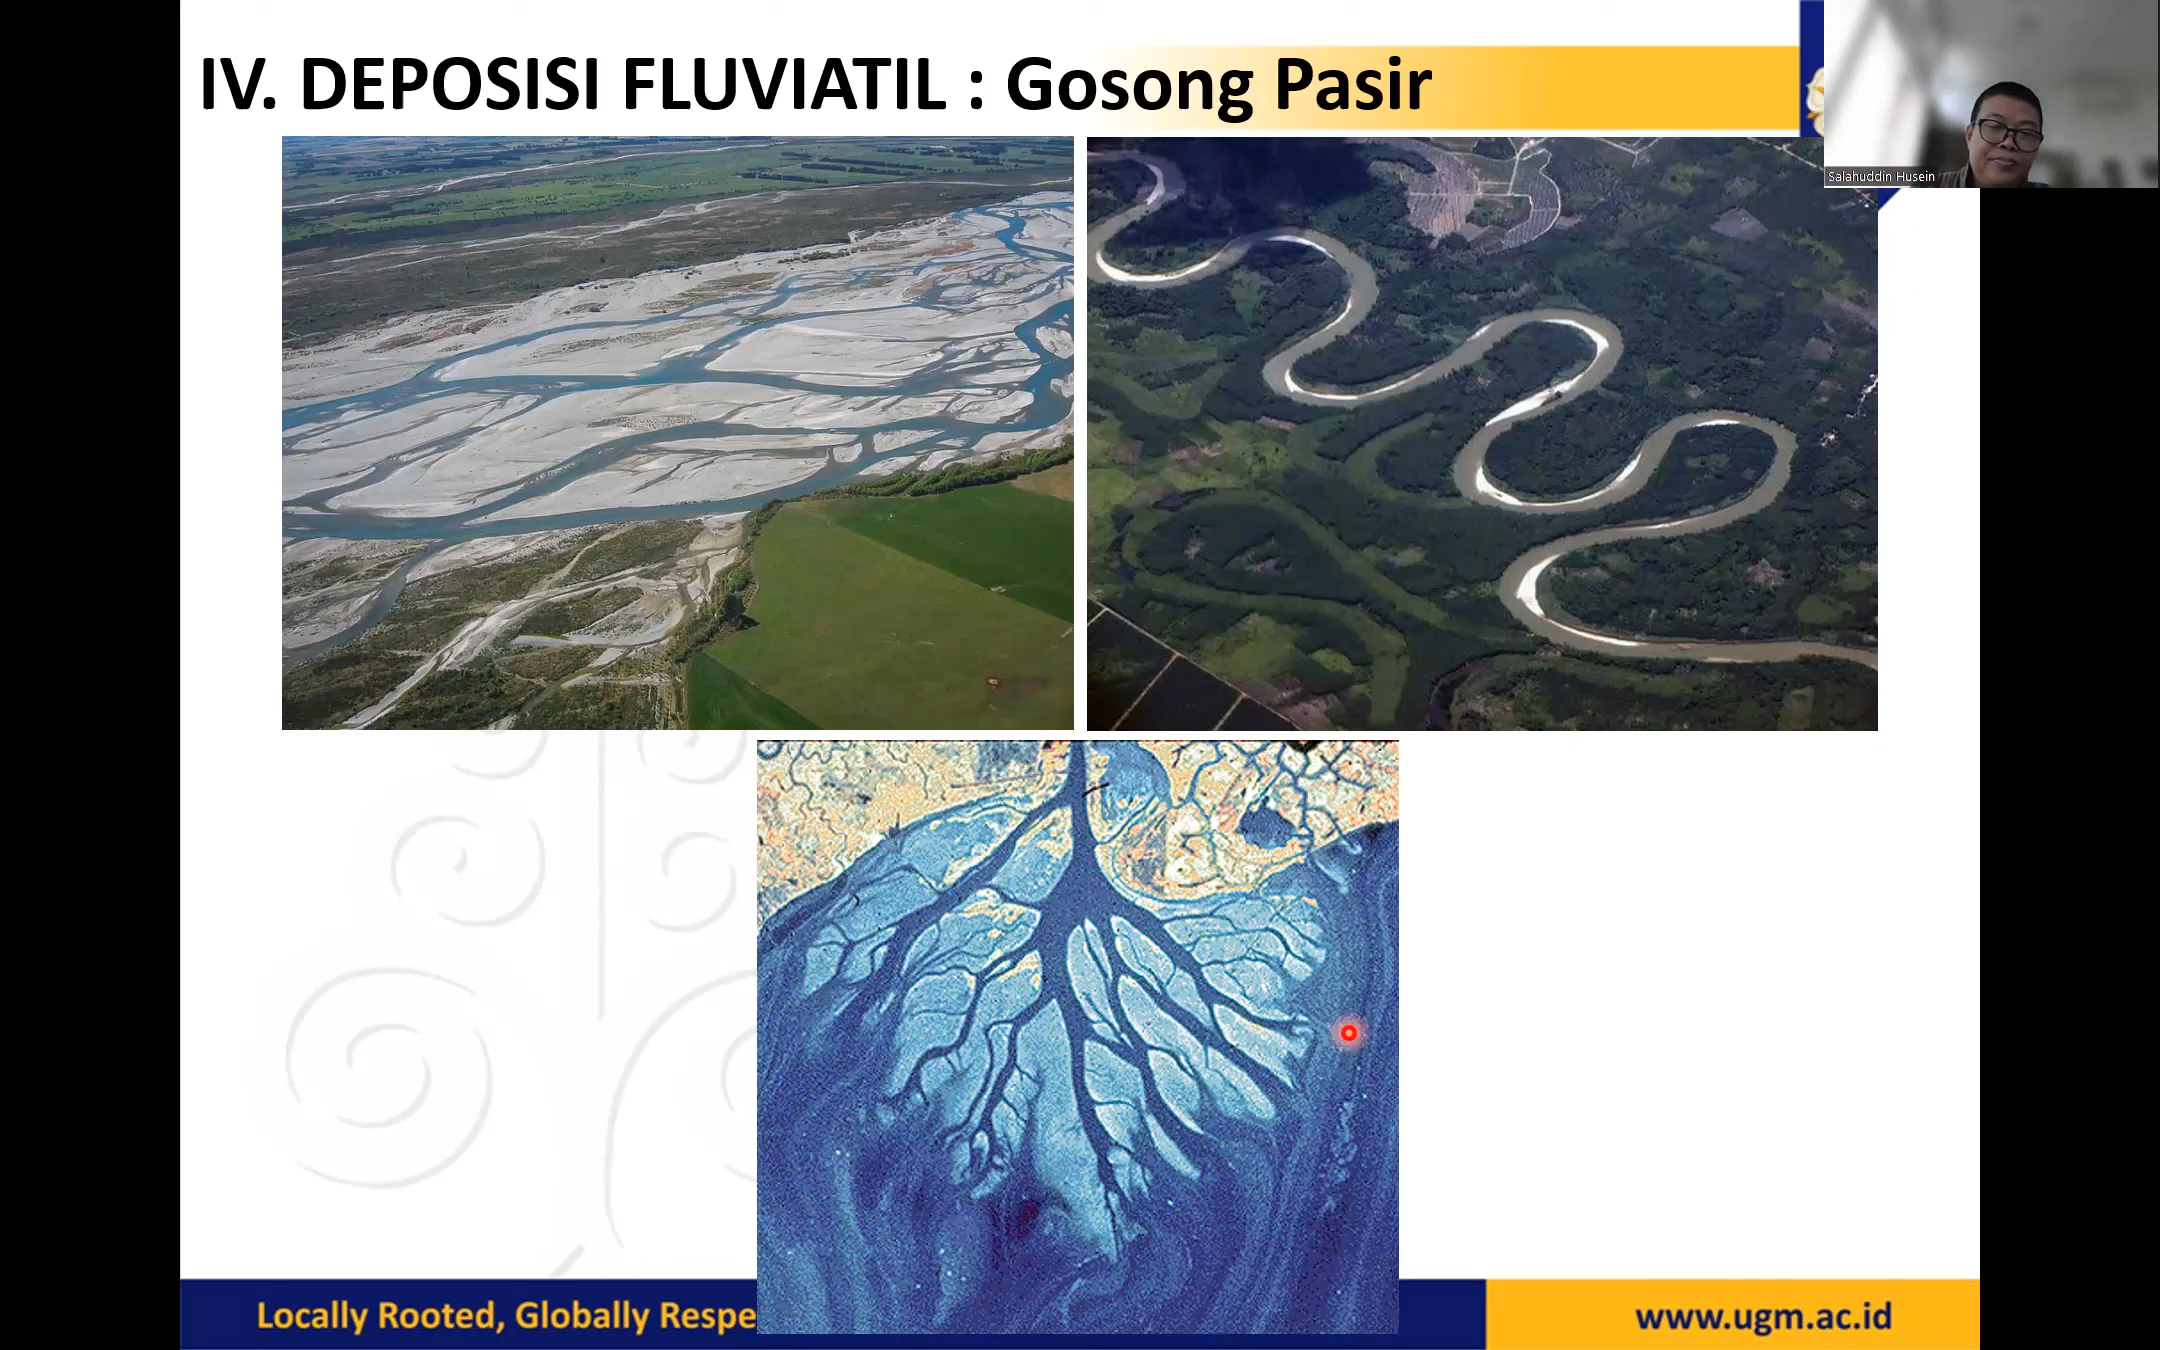 IV. DEPOSISI FLUVIATIL : Gosong Pasir
Salahuddin Husein
Locally Rooted, Globally Respe
www.ugm.ac.id